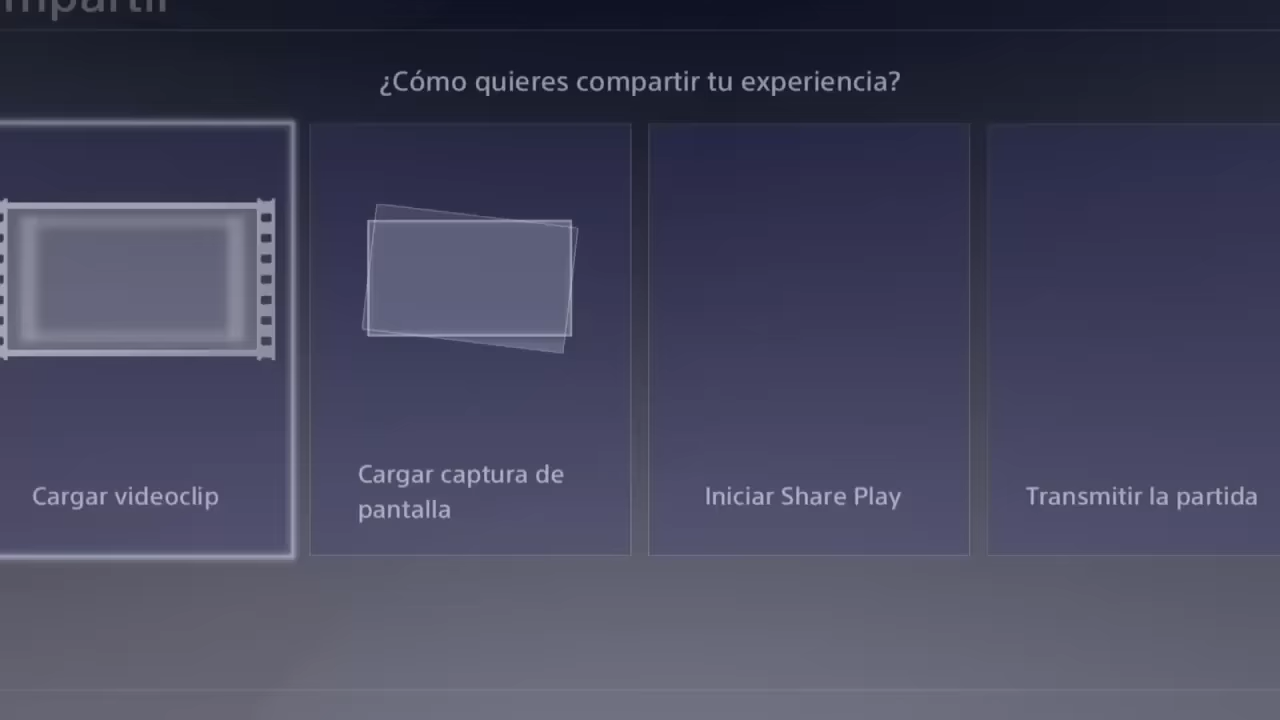 ¿Cómo quieres compartir tu experiencia?
Cargar videoclip
Cargar captura de
pantalla
Iniciar Share Play
Transmitir la partida